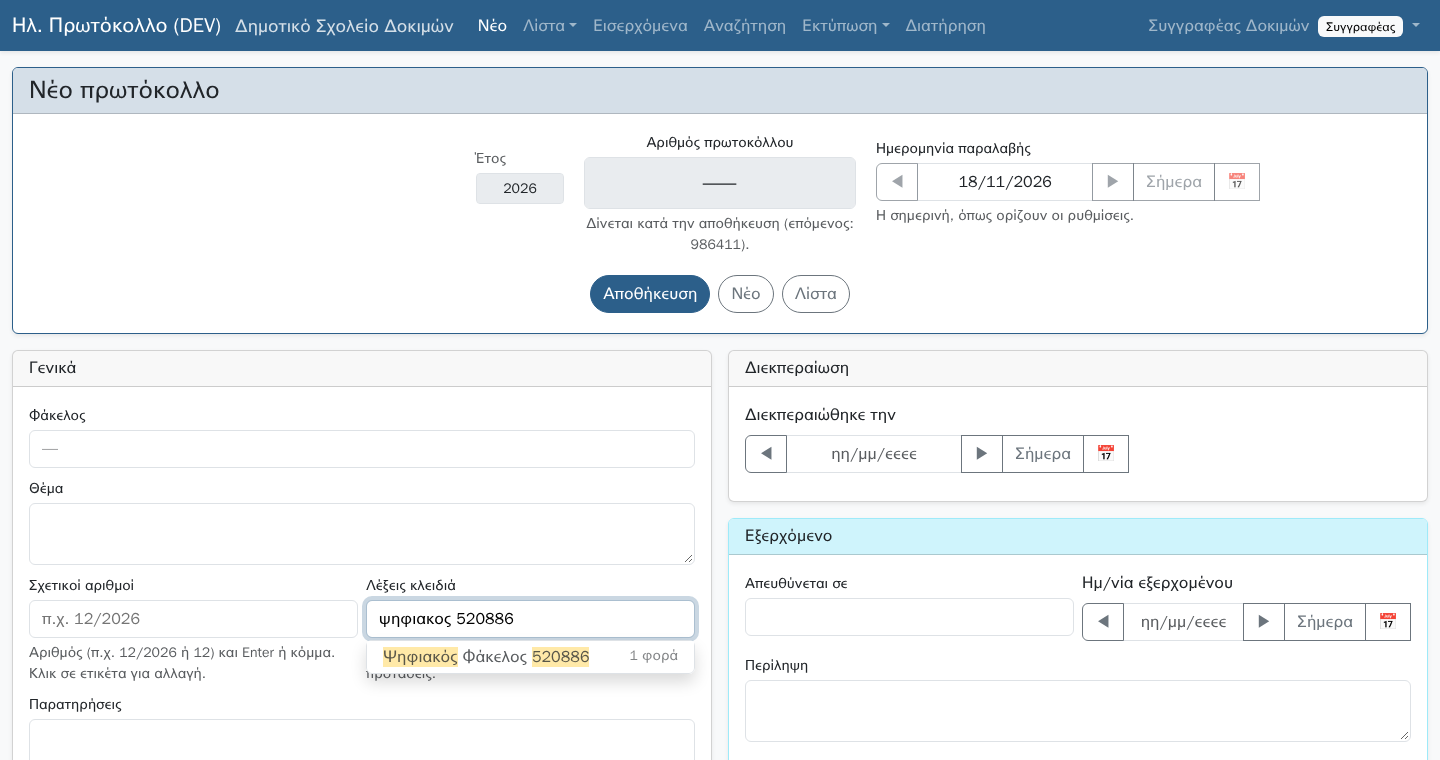 Ηλ. Πρωτόκολλο (DEV) Δημοτικό Σχολείο Δοκιμών Νέο Λίστα Εισερχόμενα Αναζήτηση Εκτύπωση Διατήρηση Συγγραφέας Δοκιμών Συγγραφέας
Νέο πρωτόκολλο
Έτος
2026
Αριθμός πρωτοκόλλου
—
Δίνεται κατά την αποθήκευση (επόμενος: 986411).
Ημερομηνία παραλαβής
◀ 18/11/2026 ▶ Σήμερα
Η σημερινή, όπως ορίζουν οι ρυθμίσεις.
Αποθήκευση Νέο Λίστα
Γενικά
Φάκελος
—
Θέμα
Σχετικοί αριθμοί
π.χ. 12/2026
Αριθμός (π.χ. 12/2026 ή 12) και Enter ή κόμμα.
Κλικ σε ετικέτα για αλλαγή.
Λέξεις κλειδιά
ψηφιακος 520886
Ψηφιακός Φάκελος 520886 1 φορά
Παρατηρήσεις
Διεκπεραίωση
Διεκπεραιώθηκε την
◀ ηη/μμ/εεεε ▶ Σήμερα
Εξερχόμενο
Απευθύνεται σε
Ημ/νία εξερχομένου
◀ ηη/μμ/εεεε ▶ Σήμερα
Περίληψη